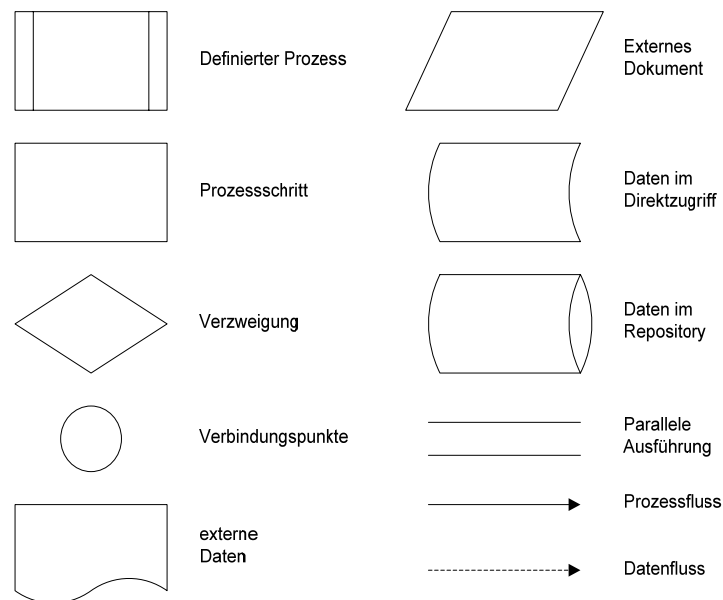 Definierter Prozess
Prozessschritt
Verzweigung
Verbindungspunkte
externe
Daten
Externes
Dokument
Daten im
Direktzugriff
Daten im
Repository
Parallele
Ausführung
Prozessfluss
Datenfluss